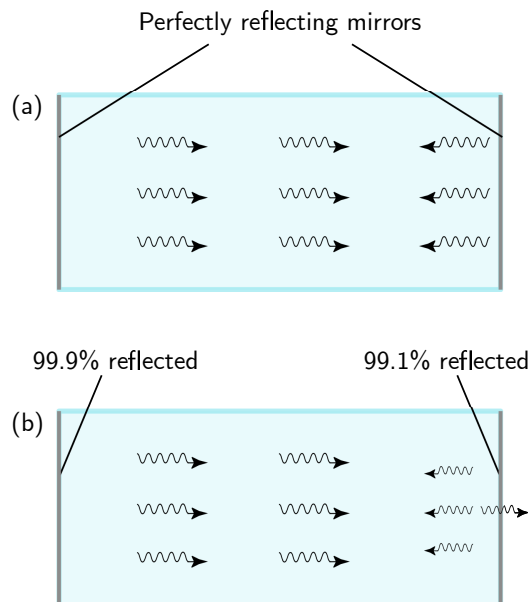 Perfectly reflecting mirrors
(a)
99.9% reflected 99.1% reflected
(b)